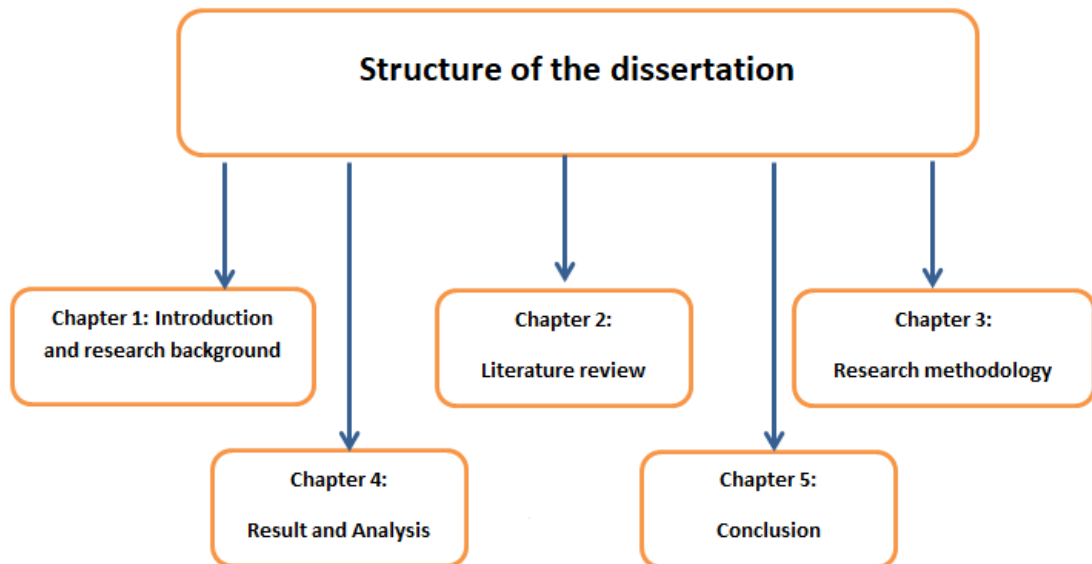 Structure of the dissertation
Chapter 1: Introduction
and research background
Chapter 2:
Literature review
Chapter 3:
Research methodology
Chapter 4:
Result and Analysis
Chapter 5:
Conclusion